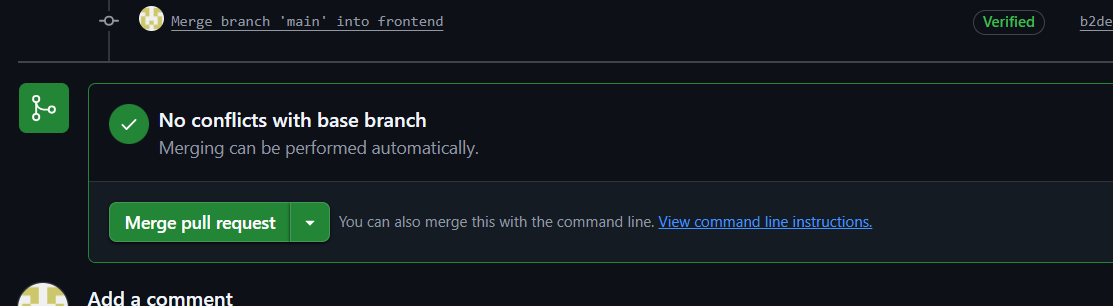 Merge branch 'main' into frontend
Verified
b2de
No conflicts with base branch
Merging can be performed automatically.
Merge pull request
You can also merge this with the command line. View command line instructions.
Add a comment